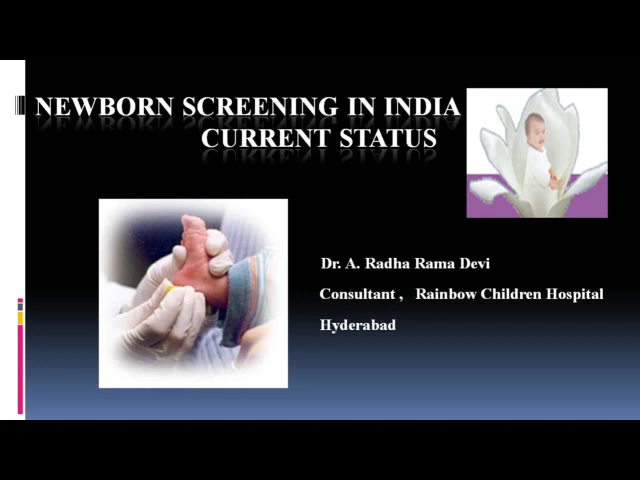 NEWBORN SCREENING IN INDIA
CURRENT STATUS
Dr. A. Radha Rama Devi
Consultant , Rainbow Children Hospital
Hyderabad